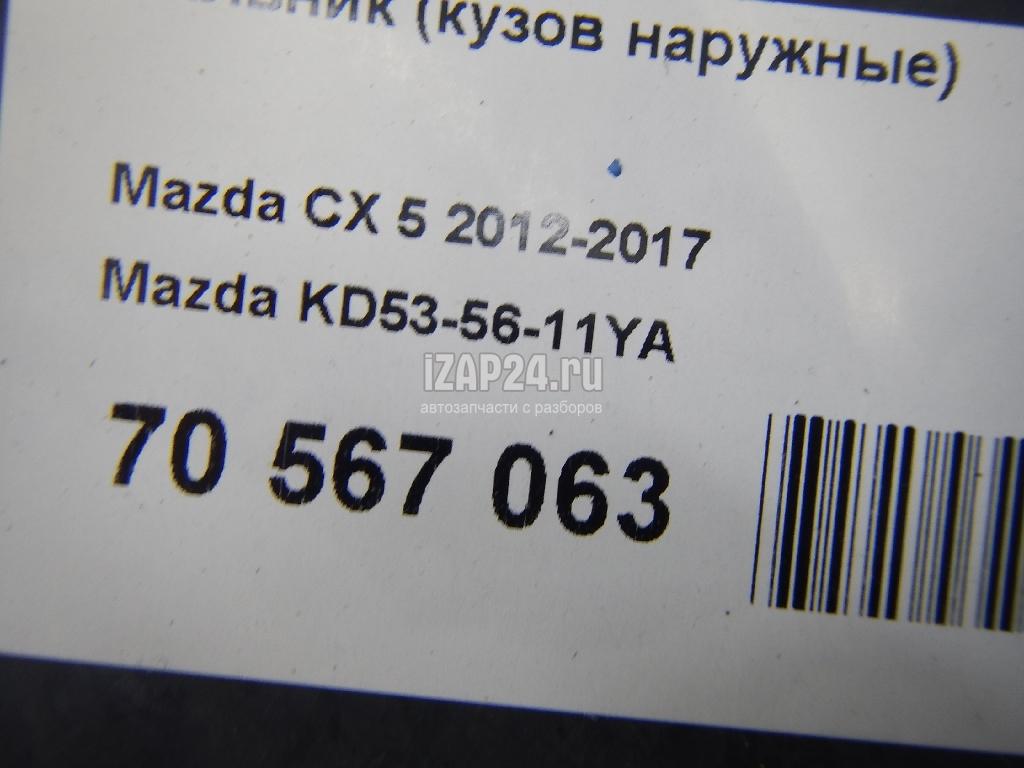 (кузов наружные)
Mazda CX 5 2012-2017
Mazda KD53-56-11YA
iZAP24.ru
автозапчасти с разборов
70 567 063